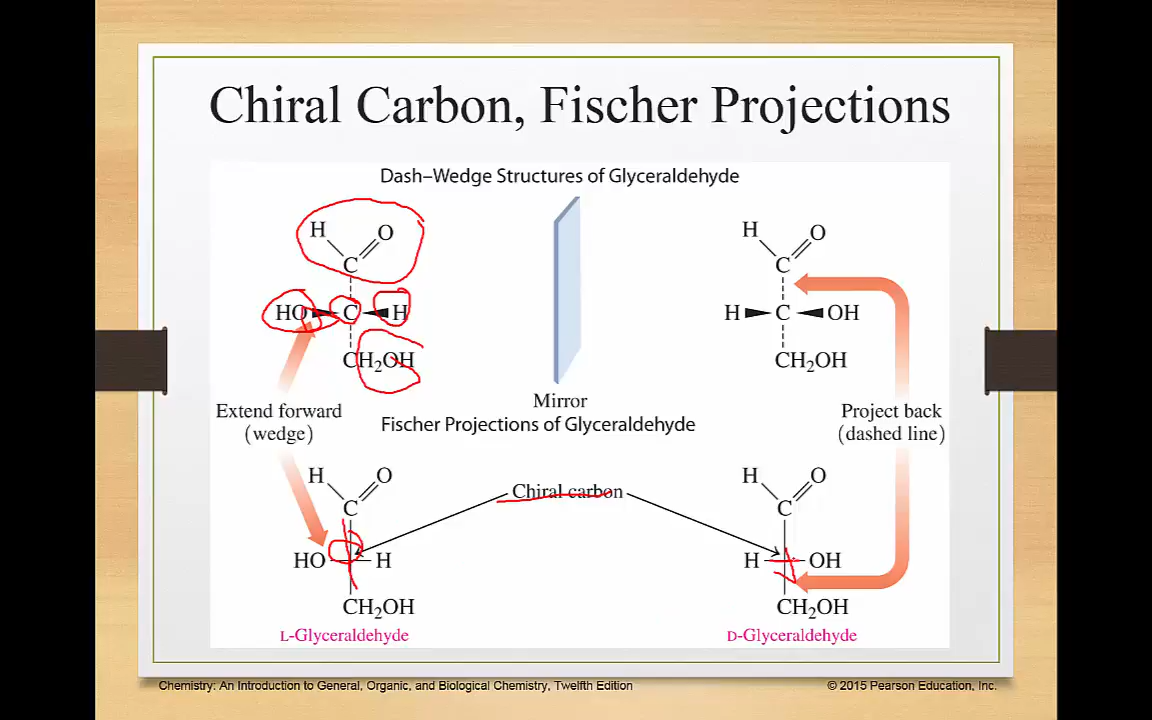 Chiral Carbon, Fischer Projections
Dash–Wedge Structures of Glyceraldehyde
H O
C
HO C H
CH₂OH
H O
C
H C OH
CH₂OH
Mirror
Extend forward
(wedge)
Project back
(dashed line)
Fischer Projections of Glyceraldehyde
Chiral carbon
H O
C
HO H
CH₂OH
L-Glyceraldehyde
H O
C
H OH
CH₂OH
D-Glyceraldehyde
Chemistry: An Introduction to General, Organic, and Biological Chemistry, Twelfth Edition
© 2015 Pearson Education, Inc.